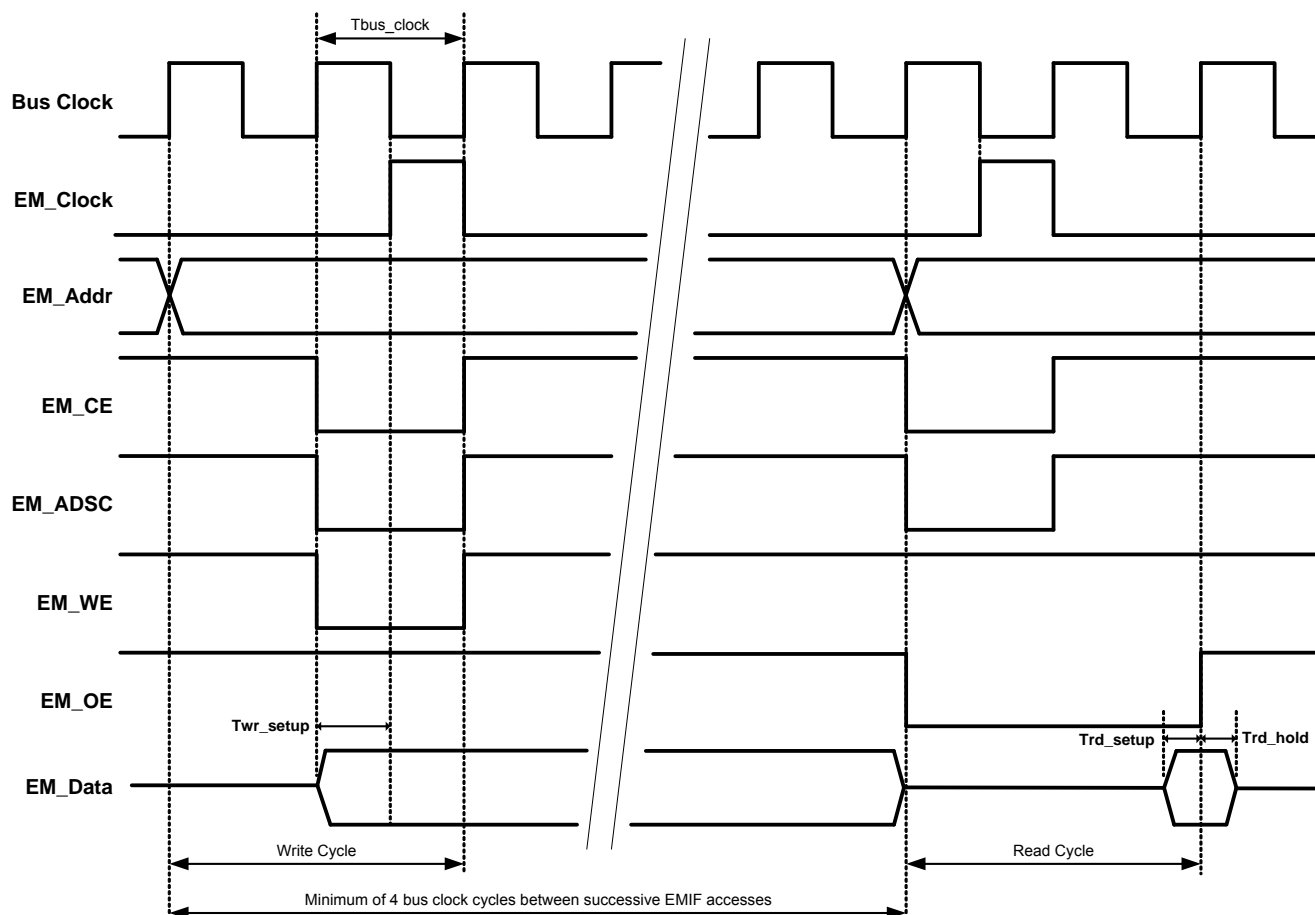 Tbus_clock
Bus Clock
EM_Clock
EM_Addr
EM_CE
EM_ADSC
EM_WE
EM_OE
Twr_setup
Trd_setup
Trd_hold
EM_Data
Write Cycle
Read Cycle
Minimum of 4 bus clock cycles between successive EMIF accesses